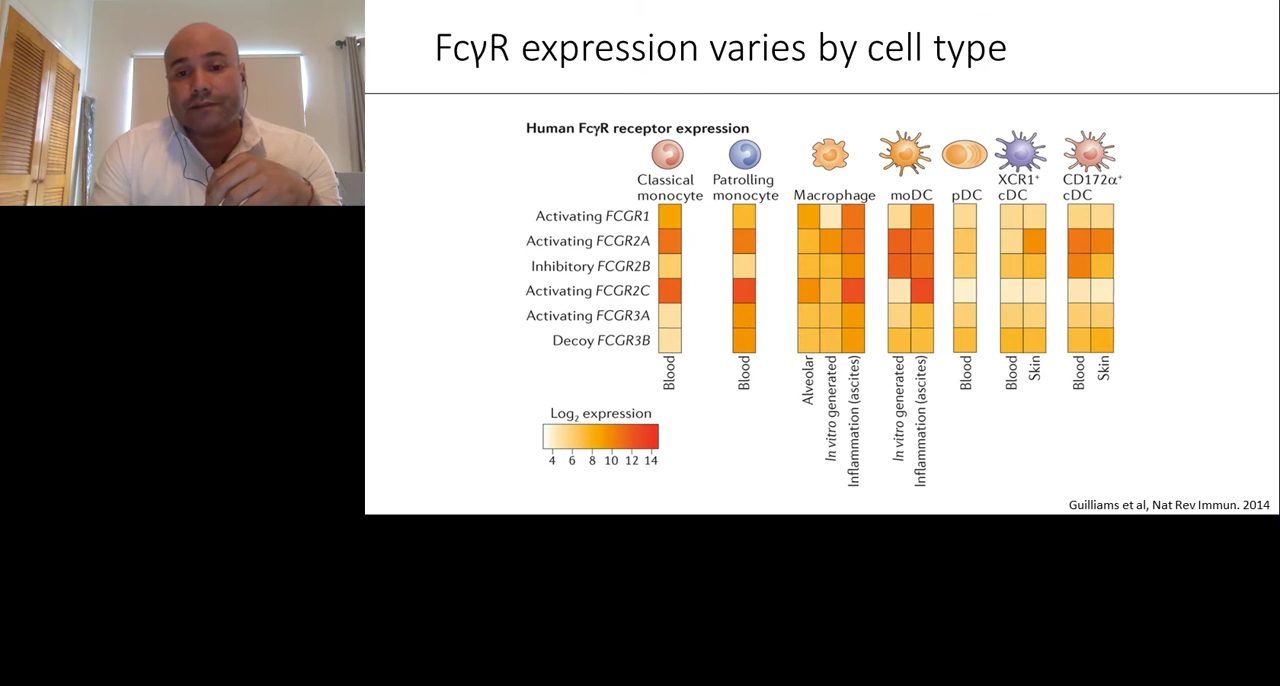 FcγR expression varies by cell type
Human FcγR receptor expression
Classical monocyte
Patrolling monocyte
Macrophage
moDC
pDC
XCR1⁺ cDC
CD172α⁺ cDC
Activating FCGR1
Activating FCGR2A
Inhibitory FCGR2B
Activating FCGR2C
Activating FCGR3A
Decoy FCGR3B
Blood
Blood
Alveolar
In vitro generated
Inflammation (ascites)
In vitro generated
Inflammation (ascites)
Blood
Blood
Skin
Blood
Skin
Log₂ expression
4 6 8 10 12 14
Guilliams et al, Nat Rev Immun. 2014